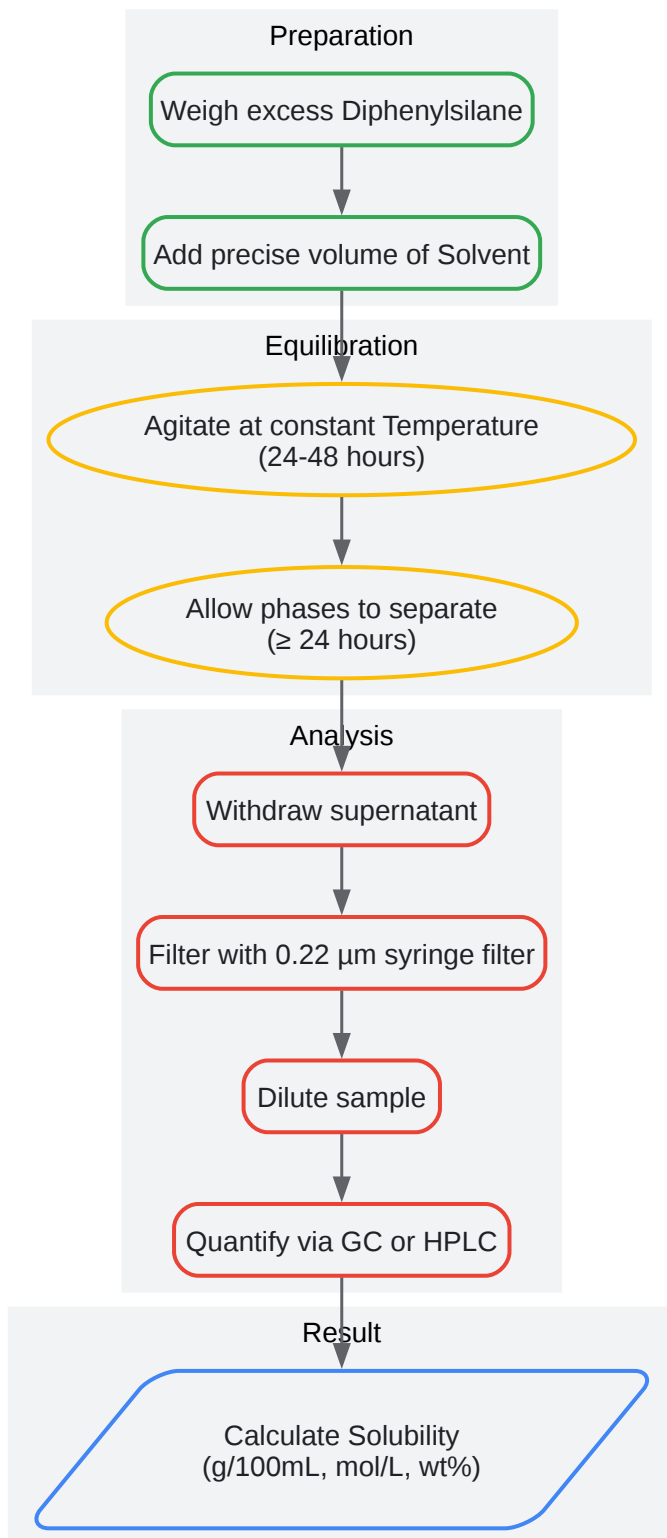 Preparation
Weigh excess Diphenylsilane
Add precise volume of Solvent
Equilibration
Agitate at constant Temperature
(24-48 hours)
Allow phases to separate
(≥ 24 hours)
Analysis
Withdraw supernatant
Filter with 0.22 µm syringe filter
Dilute sample
Quantify via GC or HPLC
Result
Calculate Solubility
(g/100mL, mol/L, wt%)